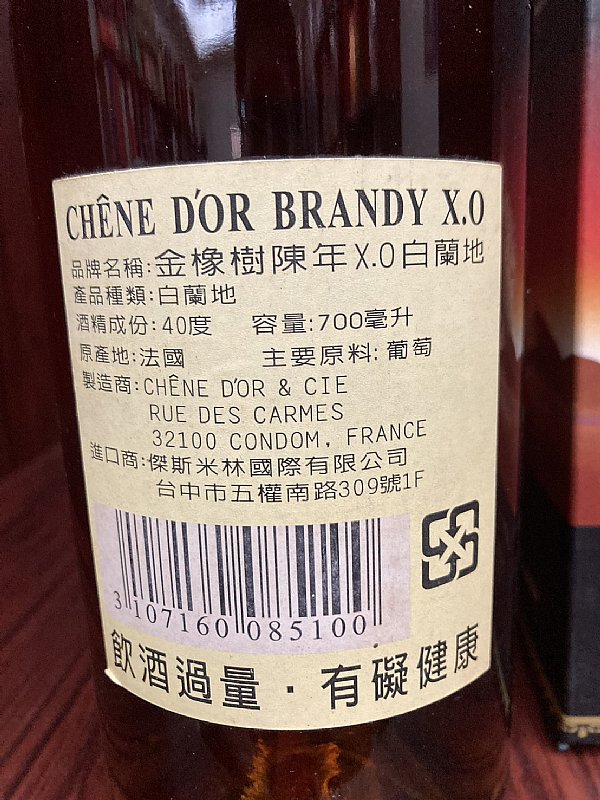 CHÊNE D'OR BRANDY X.O
品牌名稱:金橡樹陳年X.O白蘭地
產品種類:白蘭地
酒精成份:40度 容量:700毫升
原產地:法國 主要原料:葡萄
製造商:CHÊNE D'OR & CIE
RUE DES CARMES
32100 CONDOM, FRANCE
進口商:傑斯米林國際有限公司
台中市五權南路309號1F
3 107160 085100
飲酒過量·有礙健康